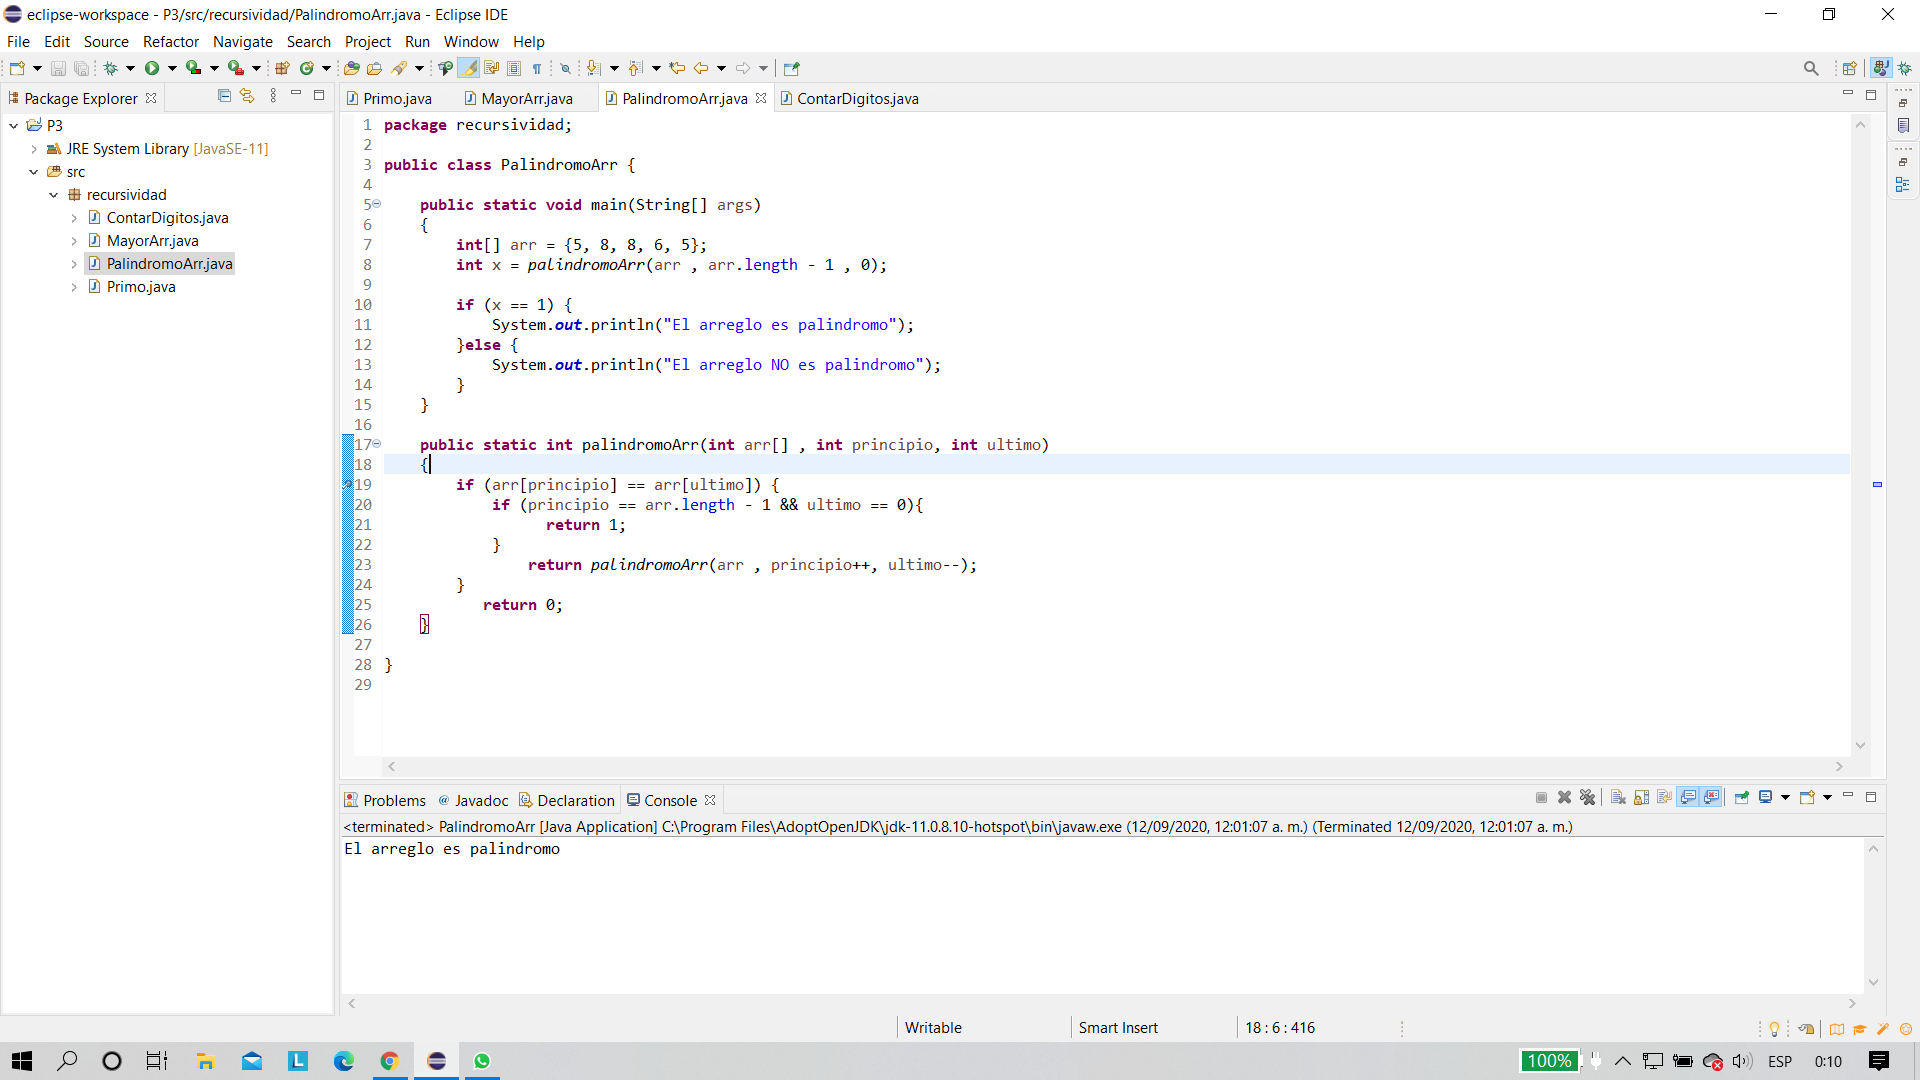 eclipse-workspace - P3/src/recursividad/PalindromoArr.java - Eclipse IDE
File Edit Source Refactor Navigate Search Project Run Window Help
Package Explorer
P3
JRE System Library [JavaSE-11]
src
recursividad
ContarDigitos.java
MayorArr.java
PalindromoArr.java
Primo.java
Primo.java MayorArr.java PalindromoArr.java ContarDigitos.java
1 package recursividad;
2
3 public class PalindromoArr {
4
5 public static void main(String[] args)
6 {
7 int[] arr = {5, 8, 8, 6, 5};
8 int x = palindromoArr(arr , arr.length - 1 , 0);
9
10 if (x == 1) {
11 System.out.println("El arreglo es palindromo");
12 }else {
13 System.out.println("El arreglo NO es palindromo");
14 }
15 }
16
17 public static int palindromoArr(int arr[] , int principio, int ultimo)
18 {
19 if (arr[principio] == arr[ultimo]) {
20 if (principio == arr.length - 1 && ultimo == 0){
21 return 1;
22 }
23 return palindromoArr(arr , principio++, ultimo--);
24 }
25 return 0;
26 }
27
28 }
29
Problems @ Javadoc Declaration Console
<terminated> PalindromoArr [Java Application] C:\Program Files\AdoptOpenJDK\jdk-11.0.8.10-hotspot\bin\javaw.exe (12/09/2020, 12:01:07 a. m.) (Terminated 12/09/2020, 12:01:07 a. m.)
El arreglo es palindromo
Writable Smart Insert 18 : 6 : 416
100% ESP 0:10